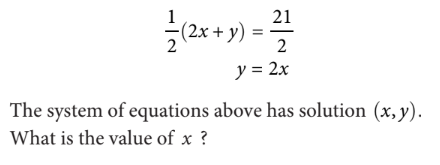 1/2 (2x + y) = 21/2
y = 2x
The system of equations above has solution (x, y).
What is the value of x ?